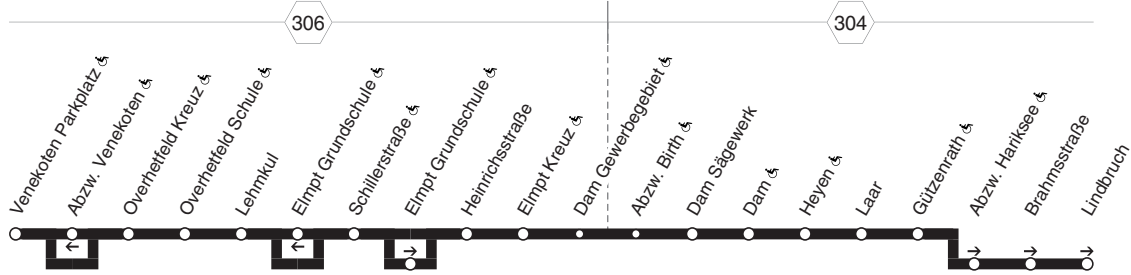 306
304
Venekoten Parkplatz
Abzw. Venekoten
Overhetfeld Kreuz
Overhetfeld Schule
Lehmkul
Elmpt Grundschule
Schillerstraße
Elmpt Grundschule
Heinrichsstraße
Elmpt Kreuz
Dam Gewerbegebiet
Abzw. Birth
Dam Sägewerk
Dam
Heyen
Laar
Gützenrath
Abzw. Hariksee
Brahmsstraße
Lindbruch